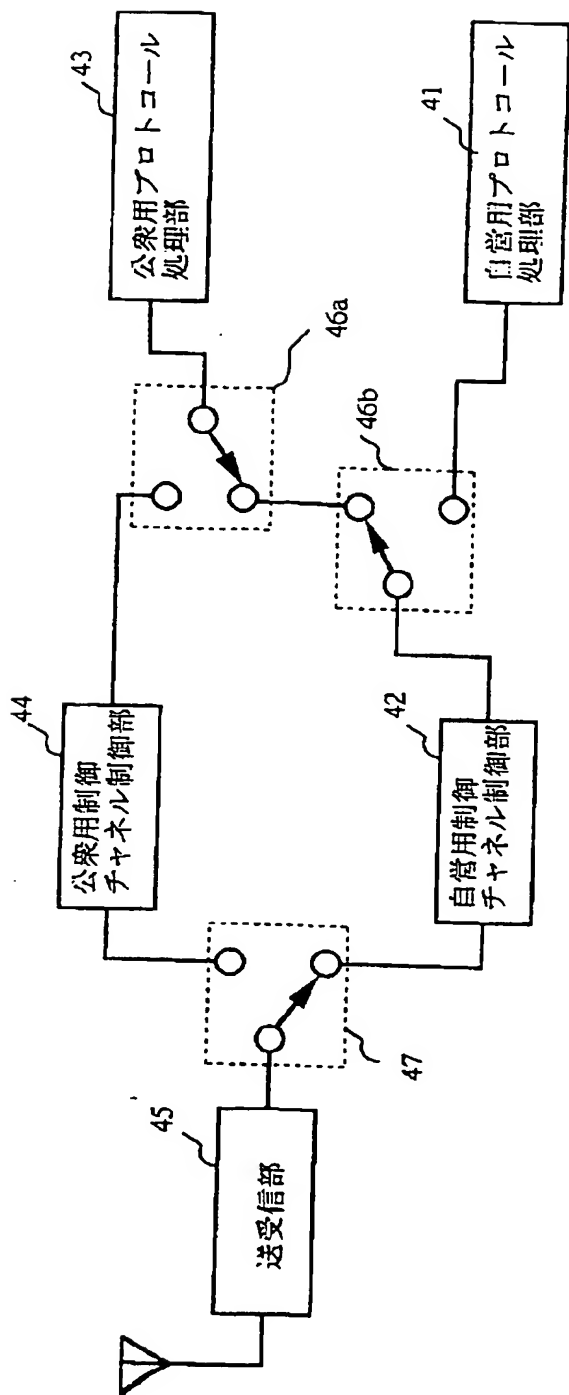 45
送受信部
47
44
公衆用制御
チャネル制御部
42
自営用制御
チャネル制御部
46a
46b
43
公衆用プロトコール
処理部
41
自営用プロトコール
処理部